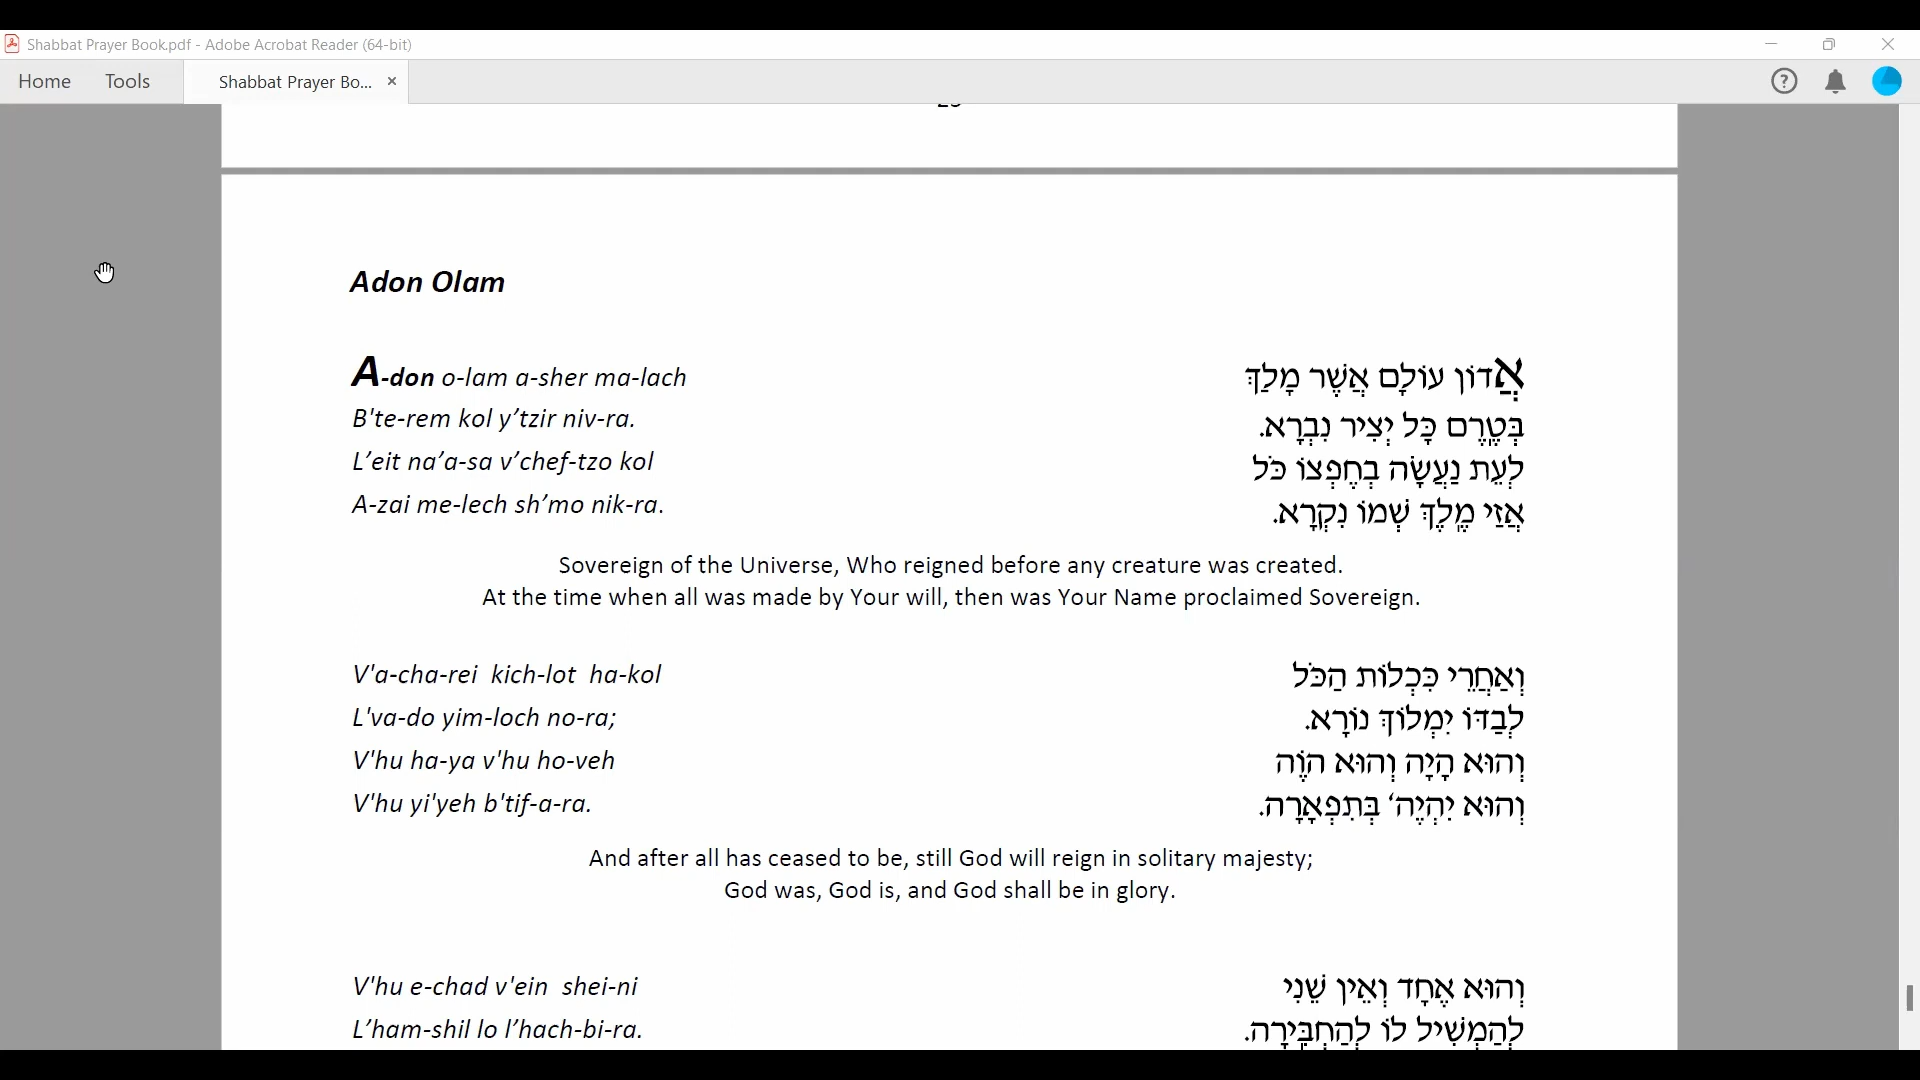 Shabbat Prayer Book.pdf - Adobe Acrobat Reader (64-bit)
Home Tools Shabbat Prayer Bo... ×
Adon Olam
A-don o-lam a-sher ma-lach
אֲדוֹן עוֹלָם אֲשֶׁר מָלַךְ
B'te-rem kol y’tzir niv-ra.
בְּטֶֽרֶם כָּל יְצִיר נִבְרָא.
L’eit na’a-sa v’chef-tzo kol
לְעֵת נַעֲשָׂה בְחֶפְצוֹ כֹּל
A-zai me-lech sh’mo nik-ra.
אֲזַי מֶֽלֶךְ שְׁמוֹ נִקְרָא.
Sovereign of the Universe, Who reigned before any creature was created.
At the time when all was made by Your will, then was Your Name proclaimed Sovereign.
V'a-cha-rei kich-lot ha-kol
וְאַחֲרֵי כִּכְלוֹת הַכֹּל
L'va-do yim-loch no-ra;
לְבַדּוֹ יִמְלוֹךְ נוֹרָא.
V'hu ha-ya v'hu ho-veh
וְהוּא הָיָה וְהוּא הֹוֶה
V'hu yi'yeh b'tif-a-ra.
וְהוּא יִהְיֶה‘ בְּתִפְאָרָה.
And after all has ceased to be, still God will reign in solitary majesty;
God was, God is, and God shall be in glory.
V'hu e-chad v'ein shei-ni
וְהוּא אֶחָד וְאֵין שֵׁנִי
L’ham-shil lo l’hach-bi-ra.
לְהַמְשִׁיל לוֹ לְהַחְבִּֽירָה.